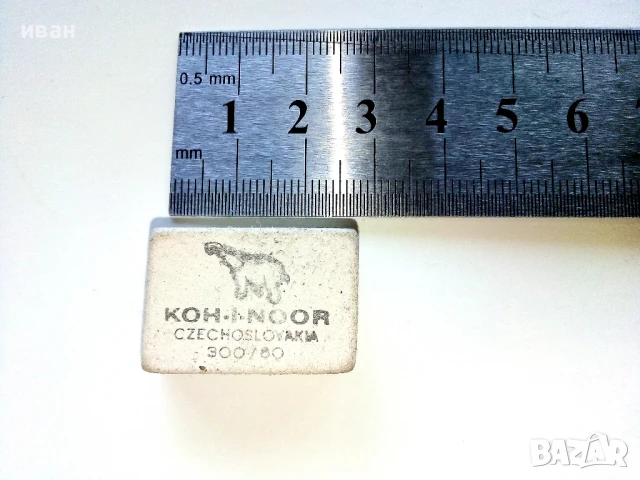 иван
0.5 mm
1 2 3 4 5 6
mm
KOH-I-NOOR
CZECHOSLOVAKIA
300/80
BAZAR